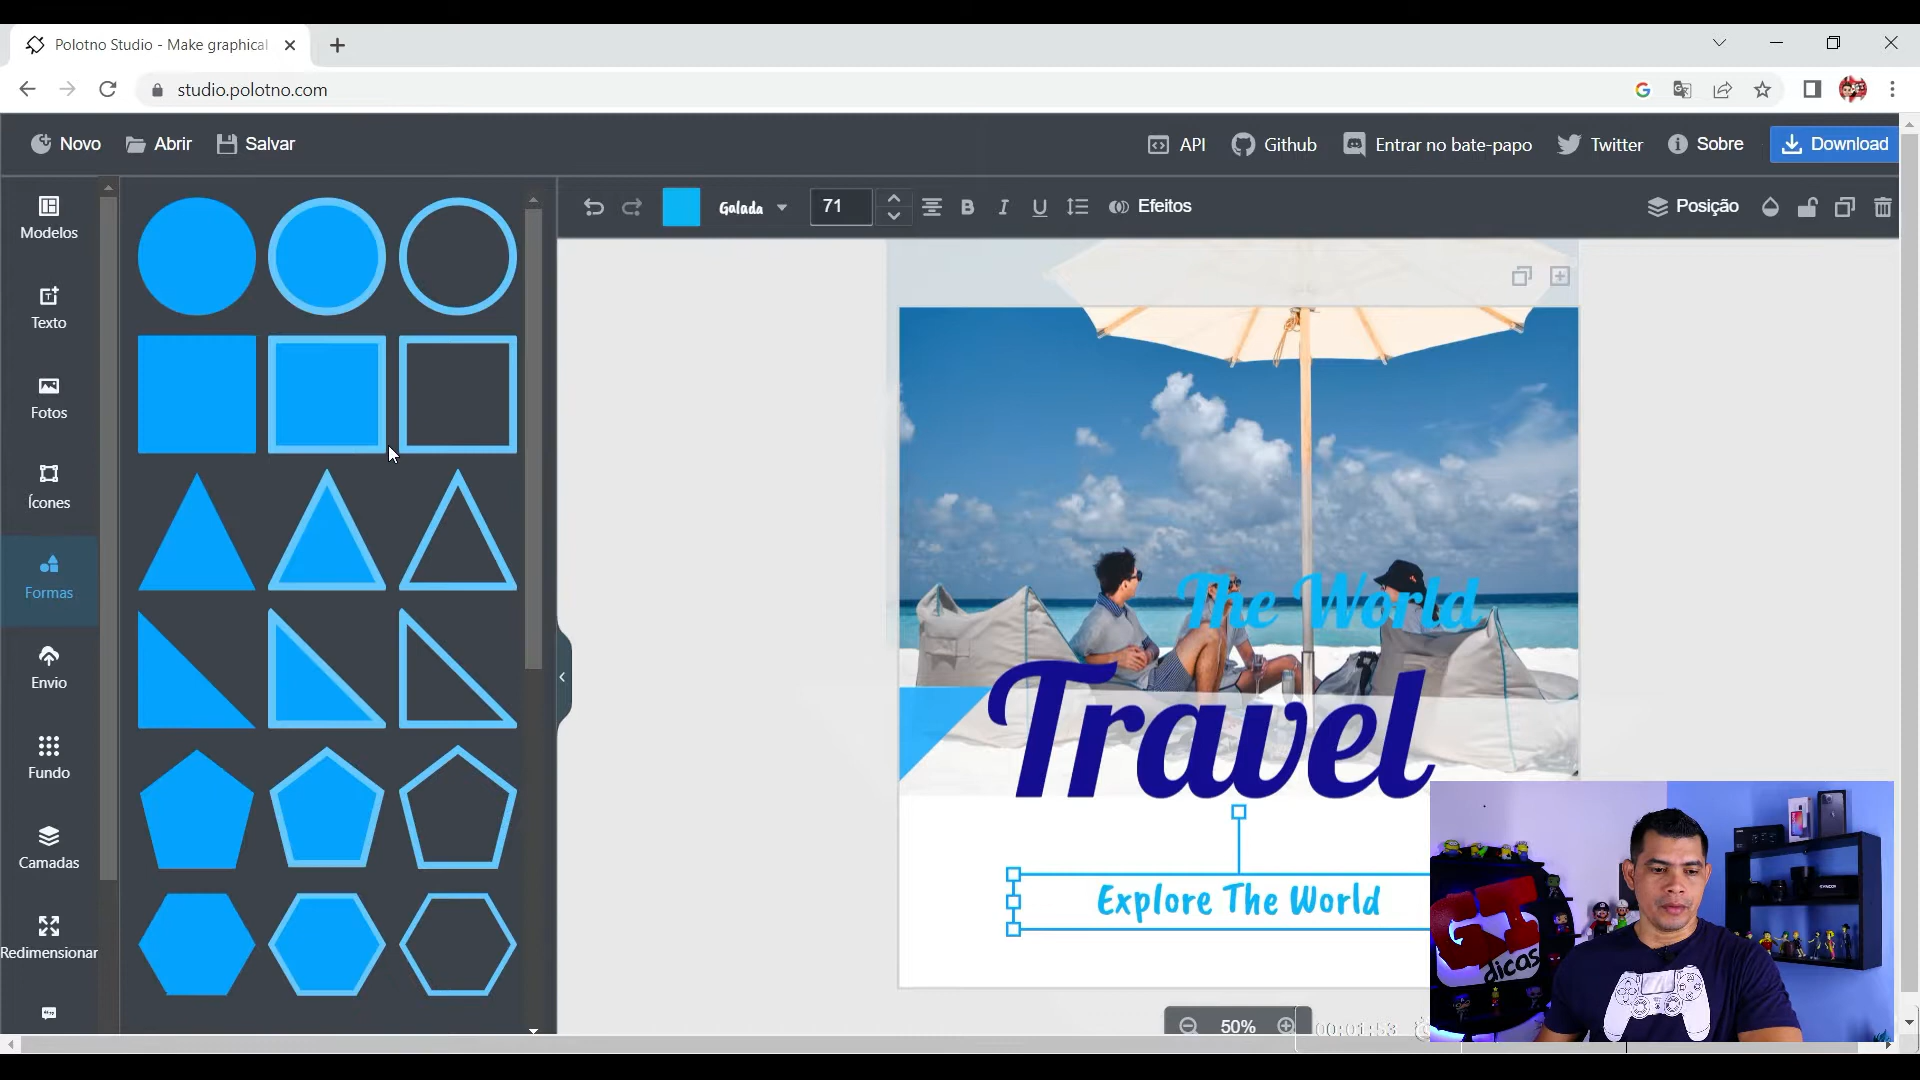 Polotno Studio - Make graphical
studio.polotno.com
Novo
Abrir
Salvar
API
Github
Entrar no bate-papo
Twitter
Sobre
Download
Modelos
Texto
Fotos
Ícones
Formas
Envio
Fundo
Camadas
Redimensionar
Galada
71
B
I
U
Efeitos
Posição
The World
Travel
Explore The World
50%
00:01:53
GI
dicas